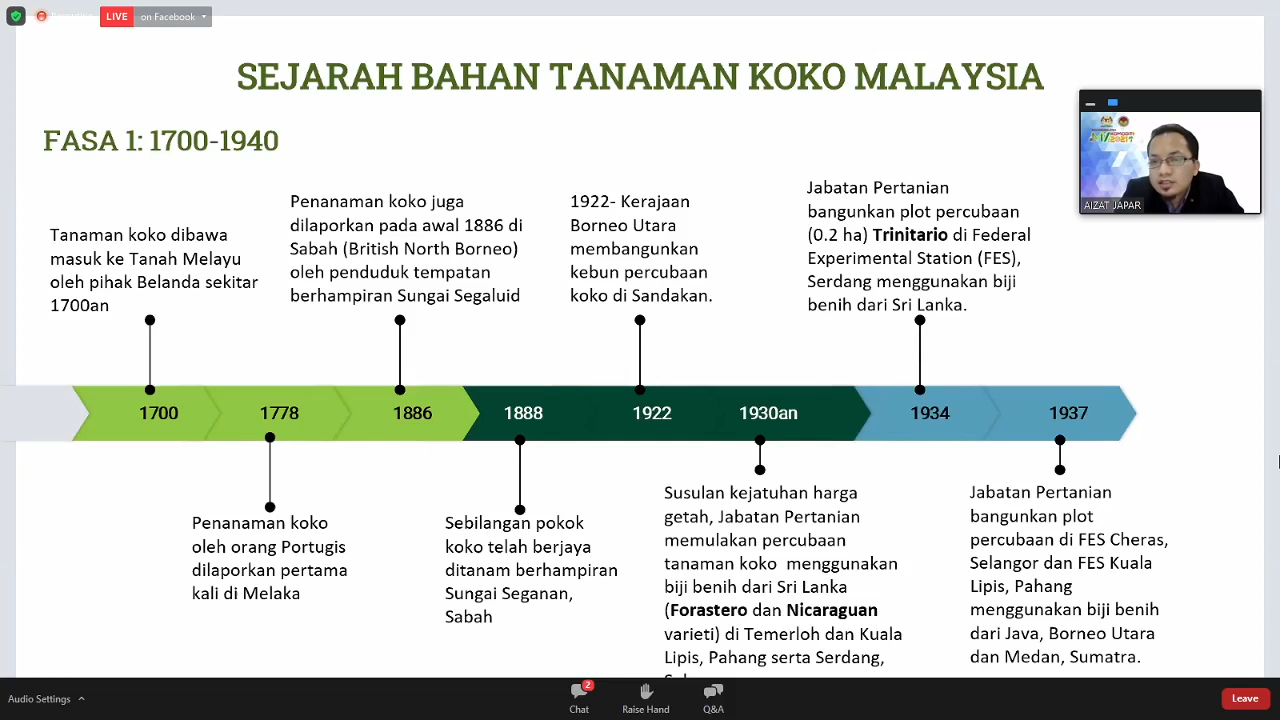 LIVE on Facebook
SEJARAH BAHAN TANAMAN KOKO MALAYSIA
FASA 1: 1700-1940
AIZAT JAPAR
Tanaman koko dibawa
masuk ke Tanah Melayu
oleh pihak Belanda sekitar
1700an
Penanaman koko juga
dilaporkan pada awal 1886 di
Sabah (British North Borneo)
oleh penduduk tempatan
berhampiran Sungai Segaluid
1922- Kerajaan
Borneo Utara
membangunkan
kebun percubaan
koko di Sandakan.
Jabatan Pertanian
bangunkan plot percubaan
(0.2 ha) Trinitario di Federal
Experimental Station (FES),
Serdang menggunakan biji
benih dari Sri Lanka.
1700 1778 1886 1888 1922 1930an 1934 1937
Penanaman koko
oleh orang Portugis
dilaporkan pertama
kali di Melaka
Sebilangan pokok
koko telah berjaya
ditanam berhampiran
Sungai Seganan,
Sabah
Susulan kejatuhan harga
getah, Jabatan Pertanian
memulakan percubaan
tanaman koko menggunakan
biji benih dari Sri Lanka
(Forastero dan Nicaraguan
varieti) di Temerloh dan Kuala
Lipis, Pahang serta Serdang,
Jabatan Pertanian
bangunkan plot
percubaan di FES Cheras,
Selangor dan FES Kuala
Lipis, Pahang
menggunakan biji benih
dari Java, Borneo Utara
dan Medan, Sumatra.
Audio Settings
2
Chat
Raise Hand
Q&A
Leave